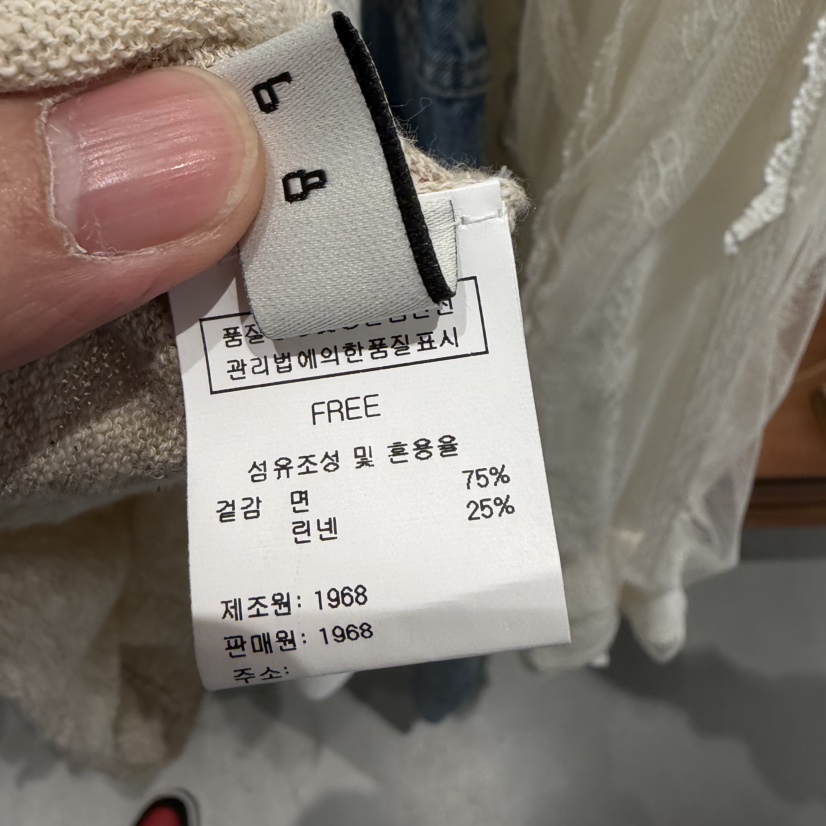 관리법에의한품질표시
FREE
섬유조성 및 혼용율
겉감 면 75%
린넨 25%
제조원: 1968
판매원: 1968
주소: